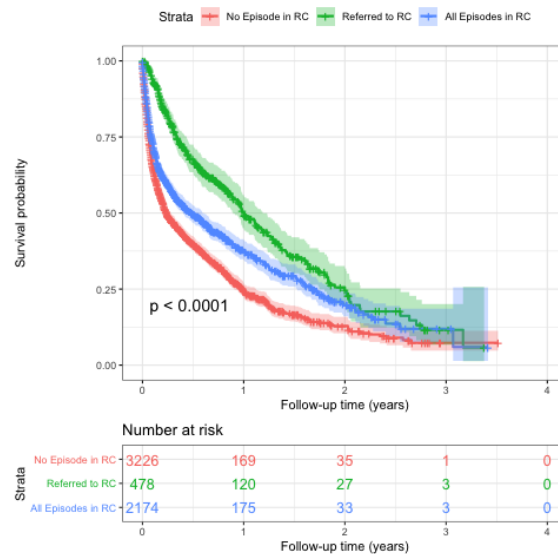 Strata No Episode in RC Referred to RC All Episodes in RC
1.00
0.75
0.50
0.25
0.00
Survival probability
p < 0.0001
0 1 2 3 4
Follow-up time (years)
Number at risk
Strata
No Episode in RC 3226 169 35 1 0
Referred to RC 478 120 27 3 0
All Episodes in RC 2174 175 33 3 0
0 1 2 3 4
Follow-up time (years)